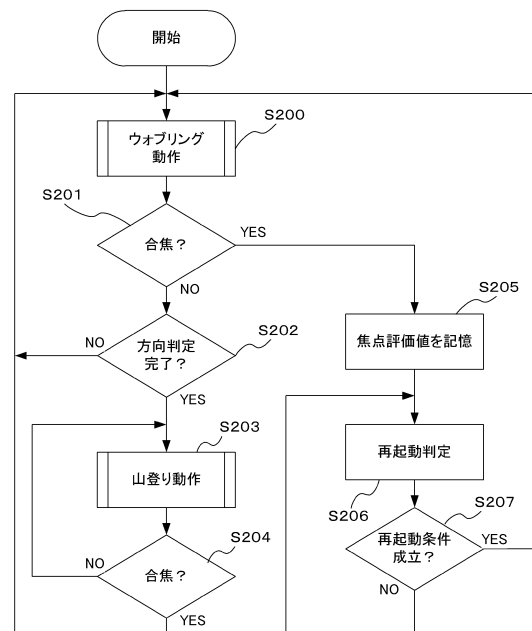 開始
S200
ウォブリング
動作
S201
合焦？
YES
NO
S205
焦点評価値を記憶
S202
方向判定
完了？
NO
YES
S203
山登り動作
再起動判定
S206
S207
再起動条件
成立？
YES
NO
S204
合焦？
NO
YES